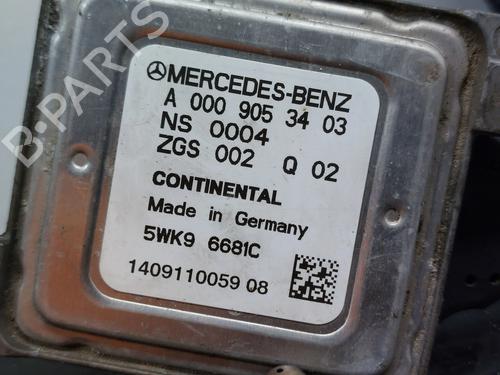 MERCEDES-BENZ
A 000 905 34 03
NS 0004
ZGS 002 Q 02
CONTINENTAL
Made in Germany
5WK9 6681C
1409110059 08
B-PARTS